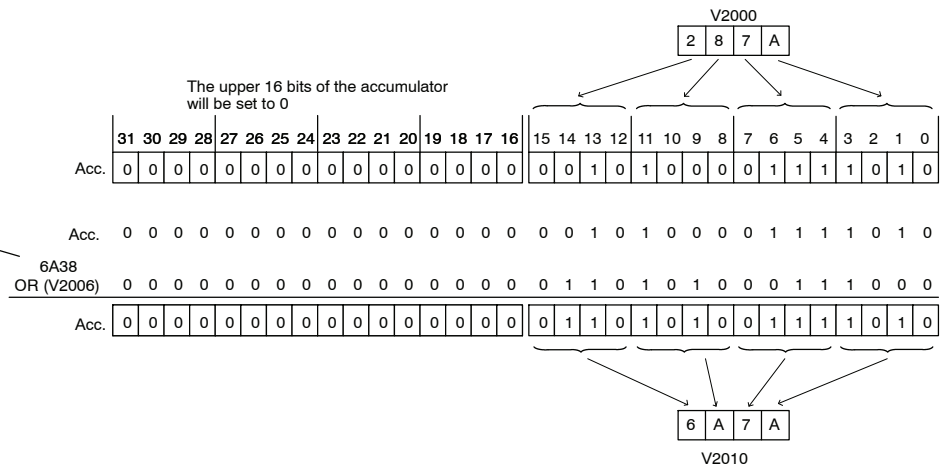 V2000
2 8 7 A
The upper 16 bits of the accumulator
will be set to 0
31 30 29 28 27 26 25 24 23 22 21 20 19 18 17 16 15 14 13 12 11 10 9 8 7 6 5 4 3 2 1 0
Acc. 0 0 0 0 0 0 0 0 0 0 0 0 0 0 0 0 0 0 1 0 1 0 0 0 0 1 1 1 1 0 1 0
Acc. 0 0 0 0 0 0 0 0 0 0 0 0 0 0 0 0 0 0 1 0 1 0 0 0 0 1 1 1 1 0 1 0
6A38
OR (V2006) 0 0 0 0 0 0 0 0 0 0 0 0 0 0 0 0 0 1 1 0 1 0 1 0 0 0 1 1 1 0 0 0
Acc. 0 0 0 0 0 0 0 0 0 0 0 0 0 0 0 0 0 1 1 0 1 0 1 0 0 1 1 1 1 0 1 0
6 A 7 A
V2010